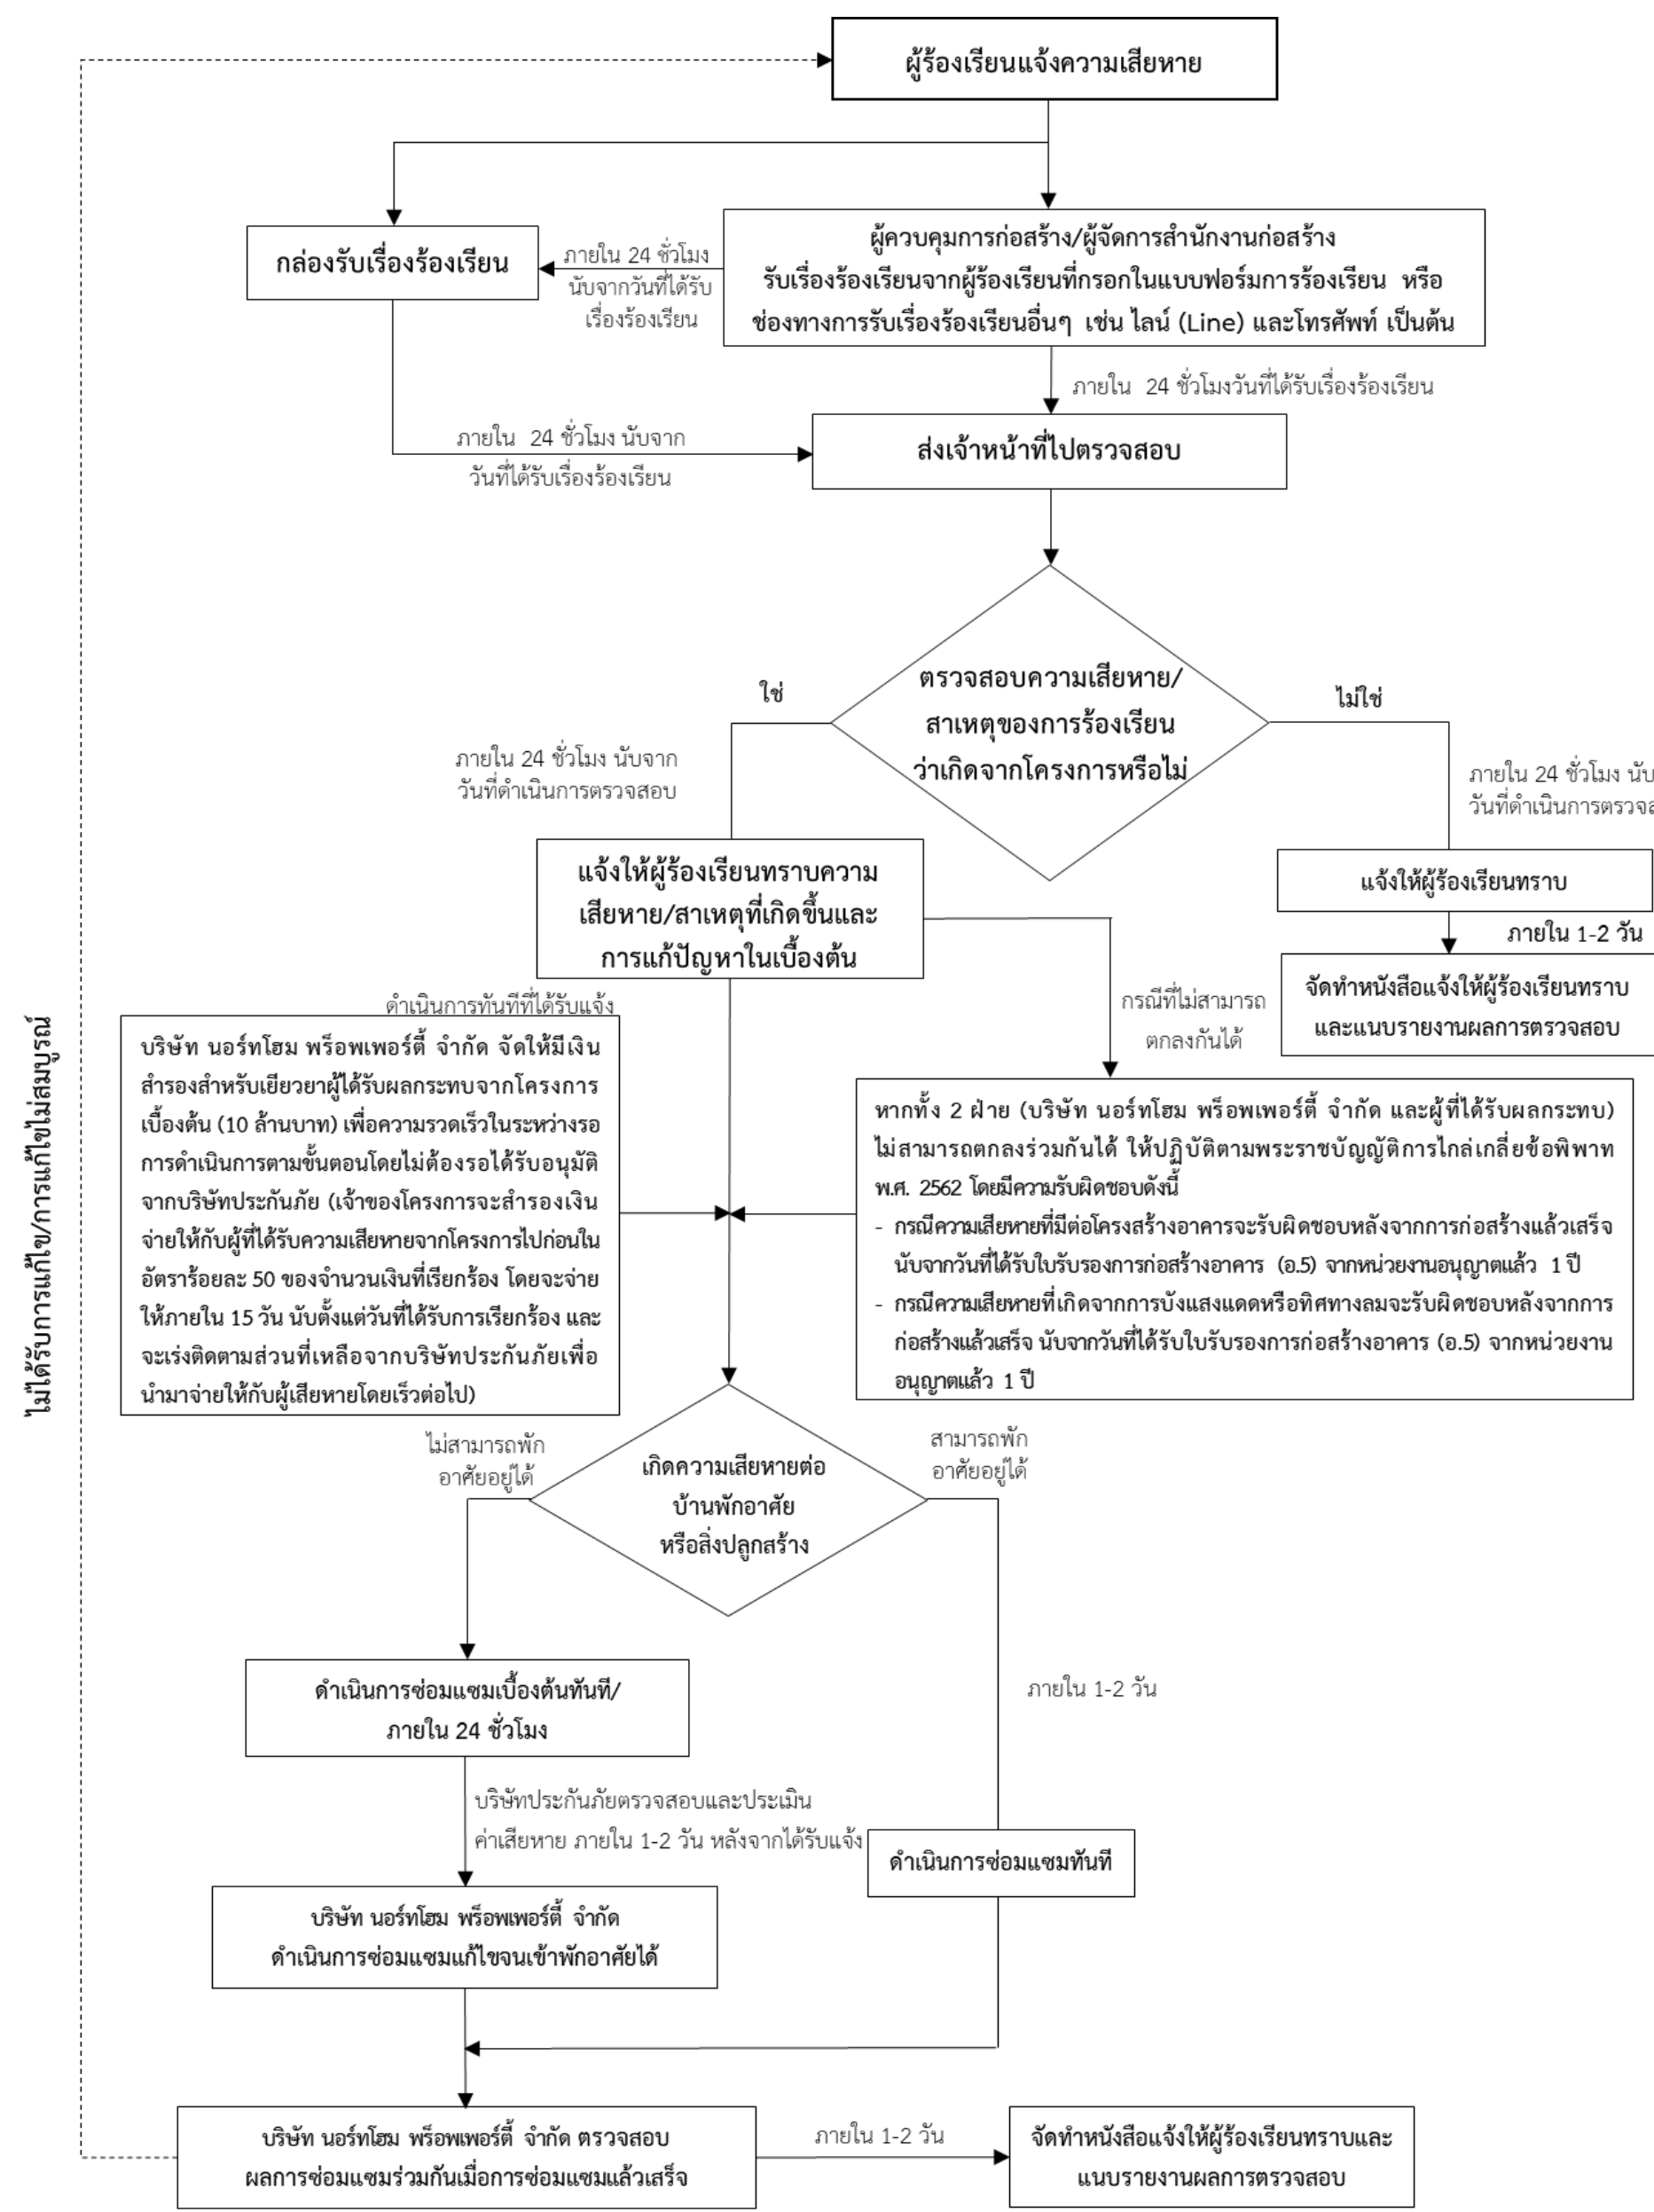 ผู้ร้องเรียนแจ้งความเสียหาย
กล่องรับเรื่องร้องเรียน
ภายใน 24 ชั่วโมง
นับจากวันที่ได้รับ
เรื่องร้องเรียน
ผู้ควบคุมการก่อสร้าง/ผู้จัดการสำนักงานก่อสร้าง
รับเรื่องร้องเรียนจากผู้ร้องเรียนที่กรอกในแบบฟอร์มการร้องเรียน หรือ
ช่องทางการรับเรื่องร้องเรียนอื่นๆ เช่น ไลน์ (Line) และโทรศัพท์ เป็นต้น
ภายใน 24 ชั่วโมงวันที่ได้รับเรื่องร้องเรียน
ภายใน 24 ชั่วโมง นับจาก
วันที่ได้รับเรื่องร้องเรียน
ส่งเจ้าหน้าที่ไปตรวจสอบ
ตรวจสอบความเสียหาย/
สาเหตุของการร้องเรียน
ว่าเกิดจากโครงการหรือไม่
ใช่
ไม่ใช่
ภายใน 24 ชั่วโมง นับจาก
วันที่ดำเนินการตรวจสอบ
ภายใน 24 ชั่วโมง นับ
วันที่ดำเนินการตรวจส
แจ้งให้ผู้ร้องเรียนทราบความ
เสียหาย/สาเหตุที่เกิดขึ้นและ
การแก้ปัญหาในเบื้องต้น
แจ้งให้ผู้ร้องเรียนทราบ
ภายใน 1-2 วัน
จัดทำหนังสือแจ้งให้ผู้ร้องเรียนทราบ
และแนบรายงานผลการตรวจสอบ
กรณีที่ไม่สามารถ
ตกลงกันได้
ดำเนินการทันทีที่ได้รับแจ้ง
บริษัท นอร์ทโฮม พร็อพเพอร์ตี้ จำกัด จัดให้มีเงิน
สำรองสำหรับเยียวยาผู้ได้รับผลกระทบจากโครงการ
เบื้องต้น (10 ล้านบาท) เพื่อความรวดเร็วในระหว่างรอ
การดำเนินการตามขั้นตอนโดยไม่ต้องรอได้รับอนุมัติ
จากบริษัทประกันภัย (เจ้าของโครงการจะสำรองเงิน
จ่ายให้กับผู้ที่ได้รับความเสียหายจากโครงการไปก่อนใน
อัตราร้อยละ 50 ของจำนวนเงินที่เรียกร้อง โดยจะจ่าย
ให้ภายใน 15 วัน นับตั้งแต่วันที่ได้รับการเรียกร้อง และ
จะเร่งติดตามส่วนที่เหลือจากบริษัทประกันภัยเพื่อ
นำมาจ่ายให้กับผู้เสียหายโดยเร็วต่อไป)
หากทั้ง 2 ฝ่าย (บริษัท นอร์ทโฮม พร็อพเพอร์ตี้ จำกัด และผู้ที่ได้รับผลกระทบ)
ไม่สามารถตกลงร่วมกันได้ ให้ปฏิบัติตามพระราชบัญญัติการไกล่เกลี่ยข้อพิพาท
พ.ศ. 2562 โดยมีความรับผิดชอบดังนี้
- กรณีความเสียหายที่มีต่อโครงสร้างอาคารจะรับผิดชอบหลังจากการก่อสร้างแล้วเสร็จ
นับจากวันที่ได้รับใบรับรองการก่อสร้างอาคาร (อ.5) จากหน่วยงานอนุญาตแล้ว 1 ปี
- กรณีความเสียหายที่เกิดจากการบังแสงแดดหรือทิศทางลมจะรับผิดชอบหลังจากการ
ก่อสร้างแล้วเสร็จ นับจากวันที่ได้รับใบรับรองการก่อสร้างอาคาร (อ.5) จากหน่วยงาน
อนุญาตแล้ว 1 ปี
ไม่ได้รับการแก้ไข/การแก้ไขไม่สมบูรณ์
ไม่สามารถพัก
อาศัยอยู่ได้
สามารถพัก
อาศัยอยู่ได้
เกิดความเสียหายต่อ
บ้านพักอาศัย
หรือสิ่งปลูกสร้าง
ดำเนินการซ่อมแซมเบื้องต้นทันที/
ภายใน 24 ชั่วโมง
ภายใน 1-2 วัน
บริษัทประกันภัยตรวจสอบและประเมิน
ค่าเสียหาย ภายใน 1-2 วัน หลังจากได้รับแจ้ง
ดำเนินการซ่อมแซมทันที
บริษัท นอร์ทโฮม พร็อพเพอร์ตี้ จำกัด
ดำเนินการซ่อมแซมแก้ไขจนเข้าพักอาศัยได้
บริษัท นอร์ทโฮม พร็อพเพอร์ตี้ จำกัด ตรวจสอบ
ผลการซ่อมแซมร่วมกันเมื่อการซ่อมแซมแล้วเสร็จ
ภายใน 1-2 วัน
จัดทำหนังสือแจ้งให้ผู้ร้องเรียนทราบและ
แนบรายงานผลการตรวจสอบ